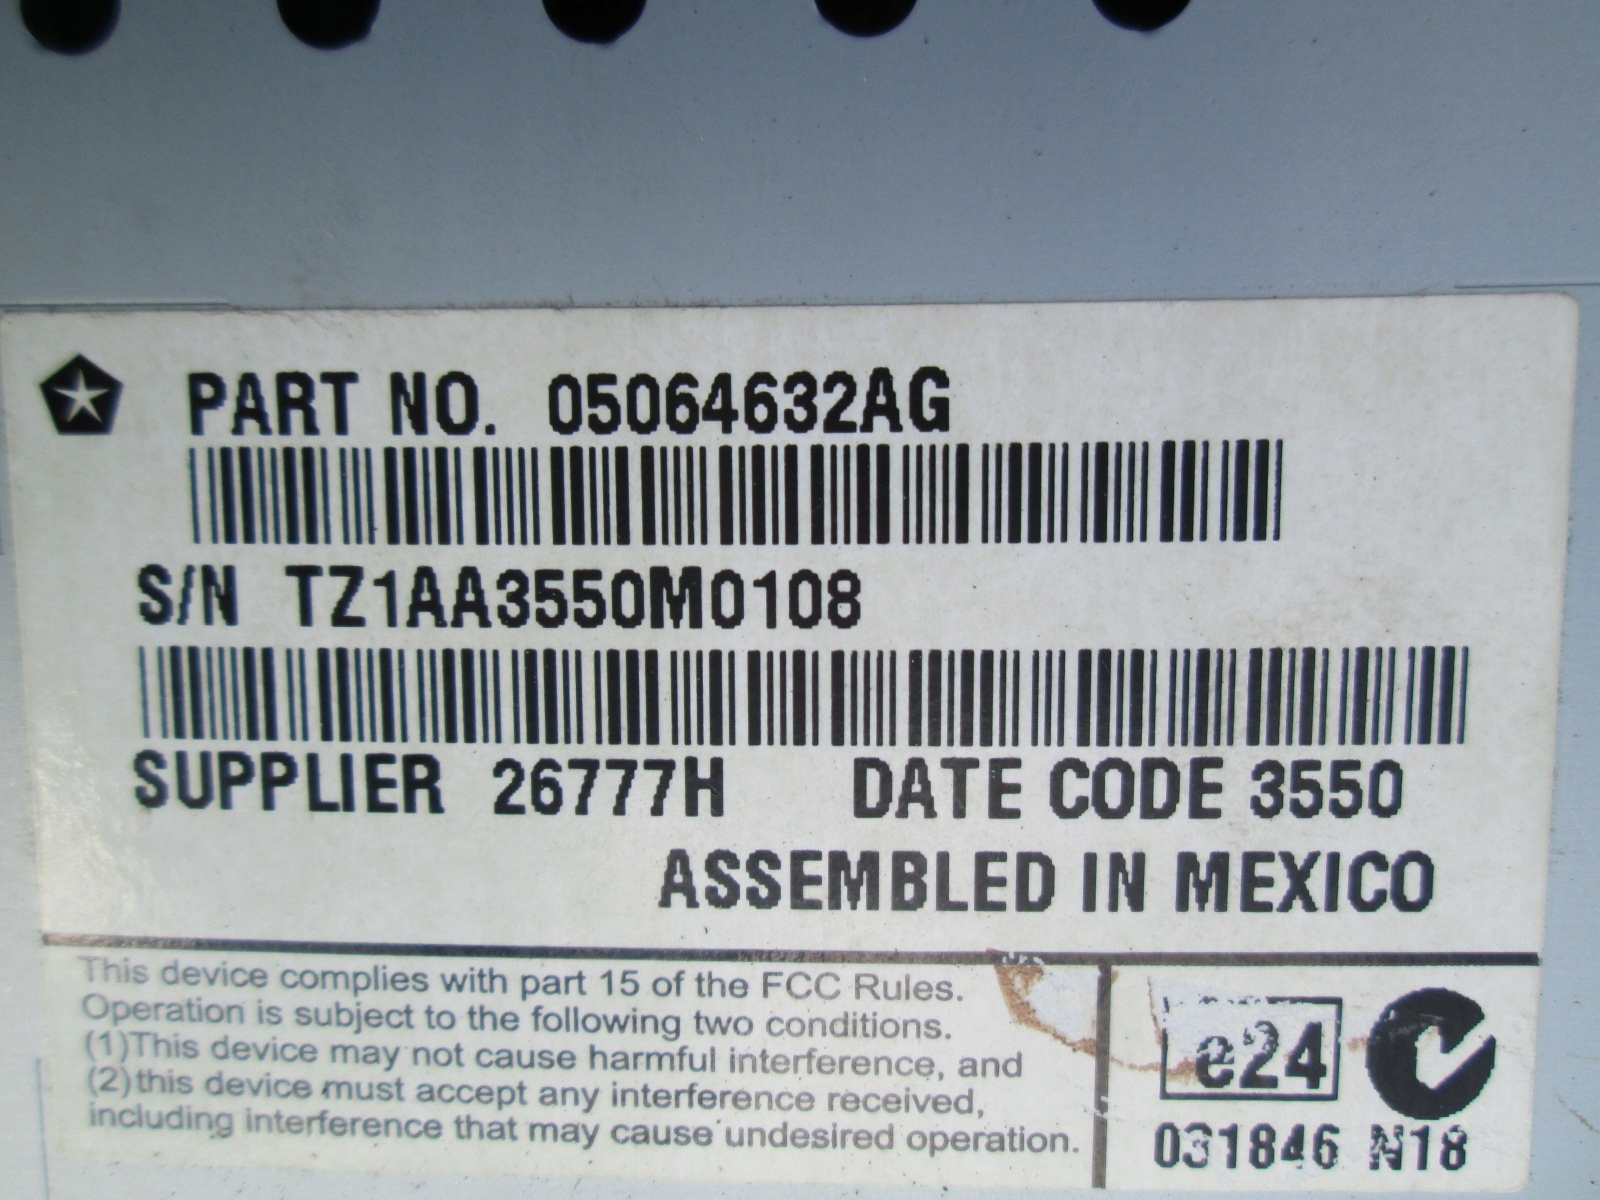 PART NO. 05064632AG
S/N TZ1AA3550M0108
SUPPLIER 26777H DATE CODE 3550
ASSEMBLED IN MEXICO
This device complies with part 15 of the FCC Rules.
Operation is subject to the following two conditions.
(1)This device may not cause harmful interference, and
(2)this device must accept any interference received,
including interference that may cause undesired operation.
e24
031846 N18